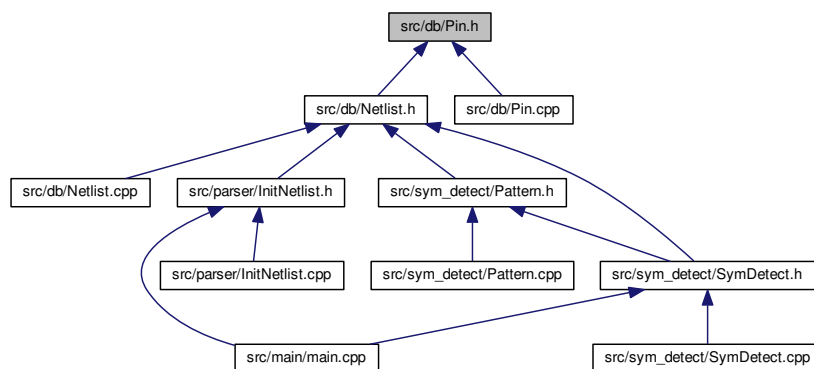 src/db/Pin.h
src/db/Netlist.h
src/db/Pin.cpp
src/db/Netlist.cpp
src/parser/InitNetlist.h
src/sym_detect/Pattern.h
src/parser/InitNetlist.cpp
src/sym_detect/Pattern.cpp
src/sym_detect/SymDetect.h
src/main/main.cpp
src/sym_detect/SymDetect.cpp